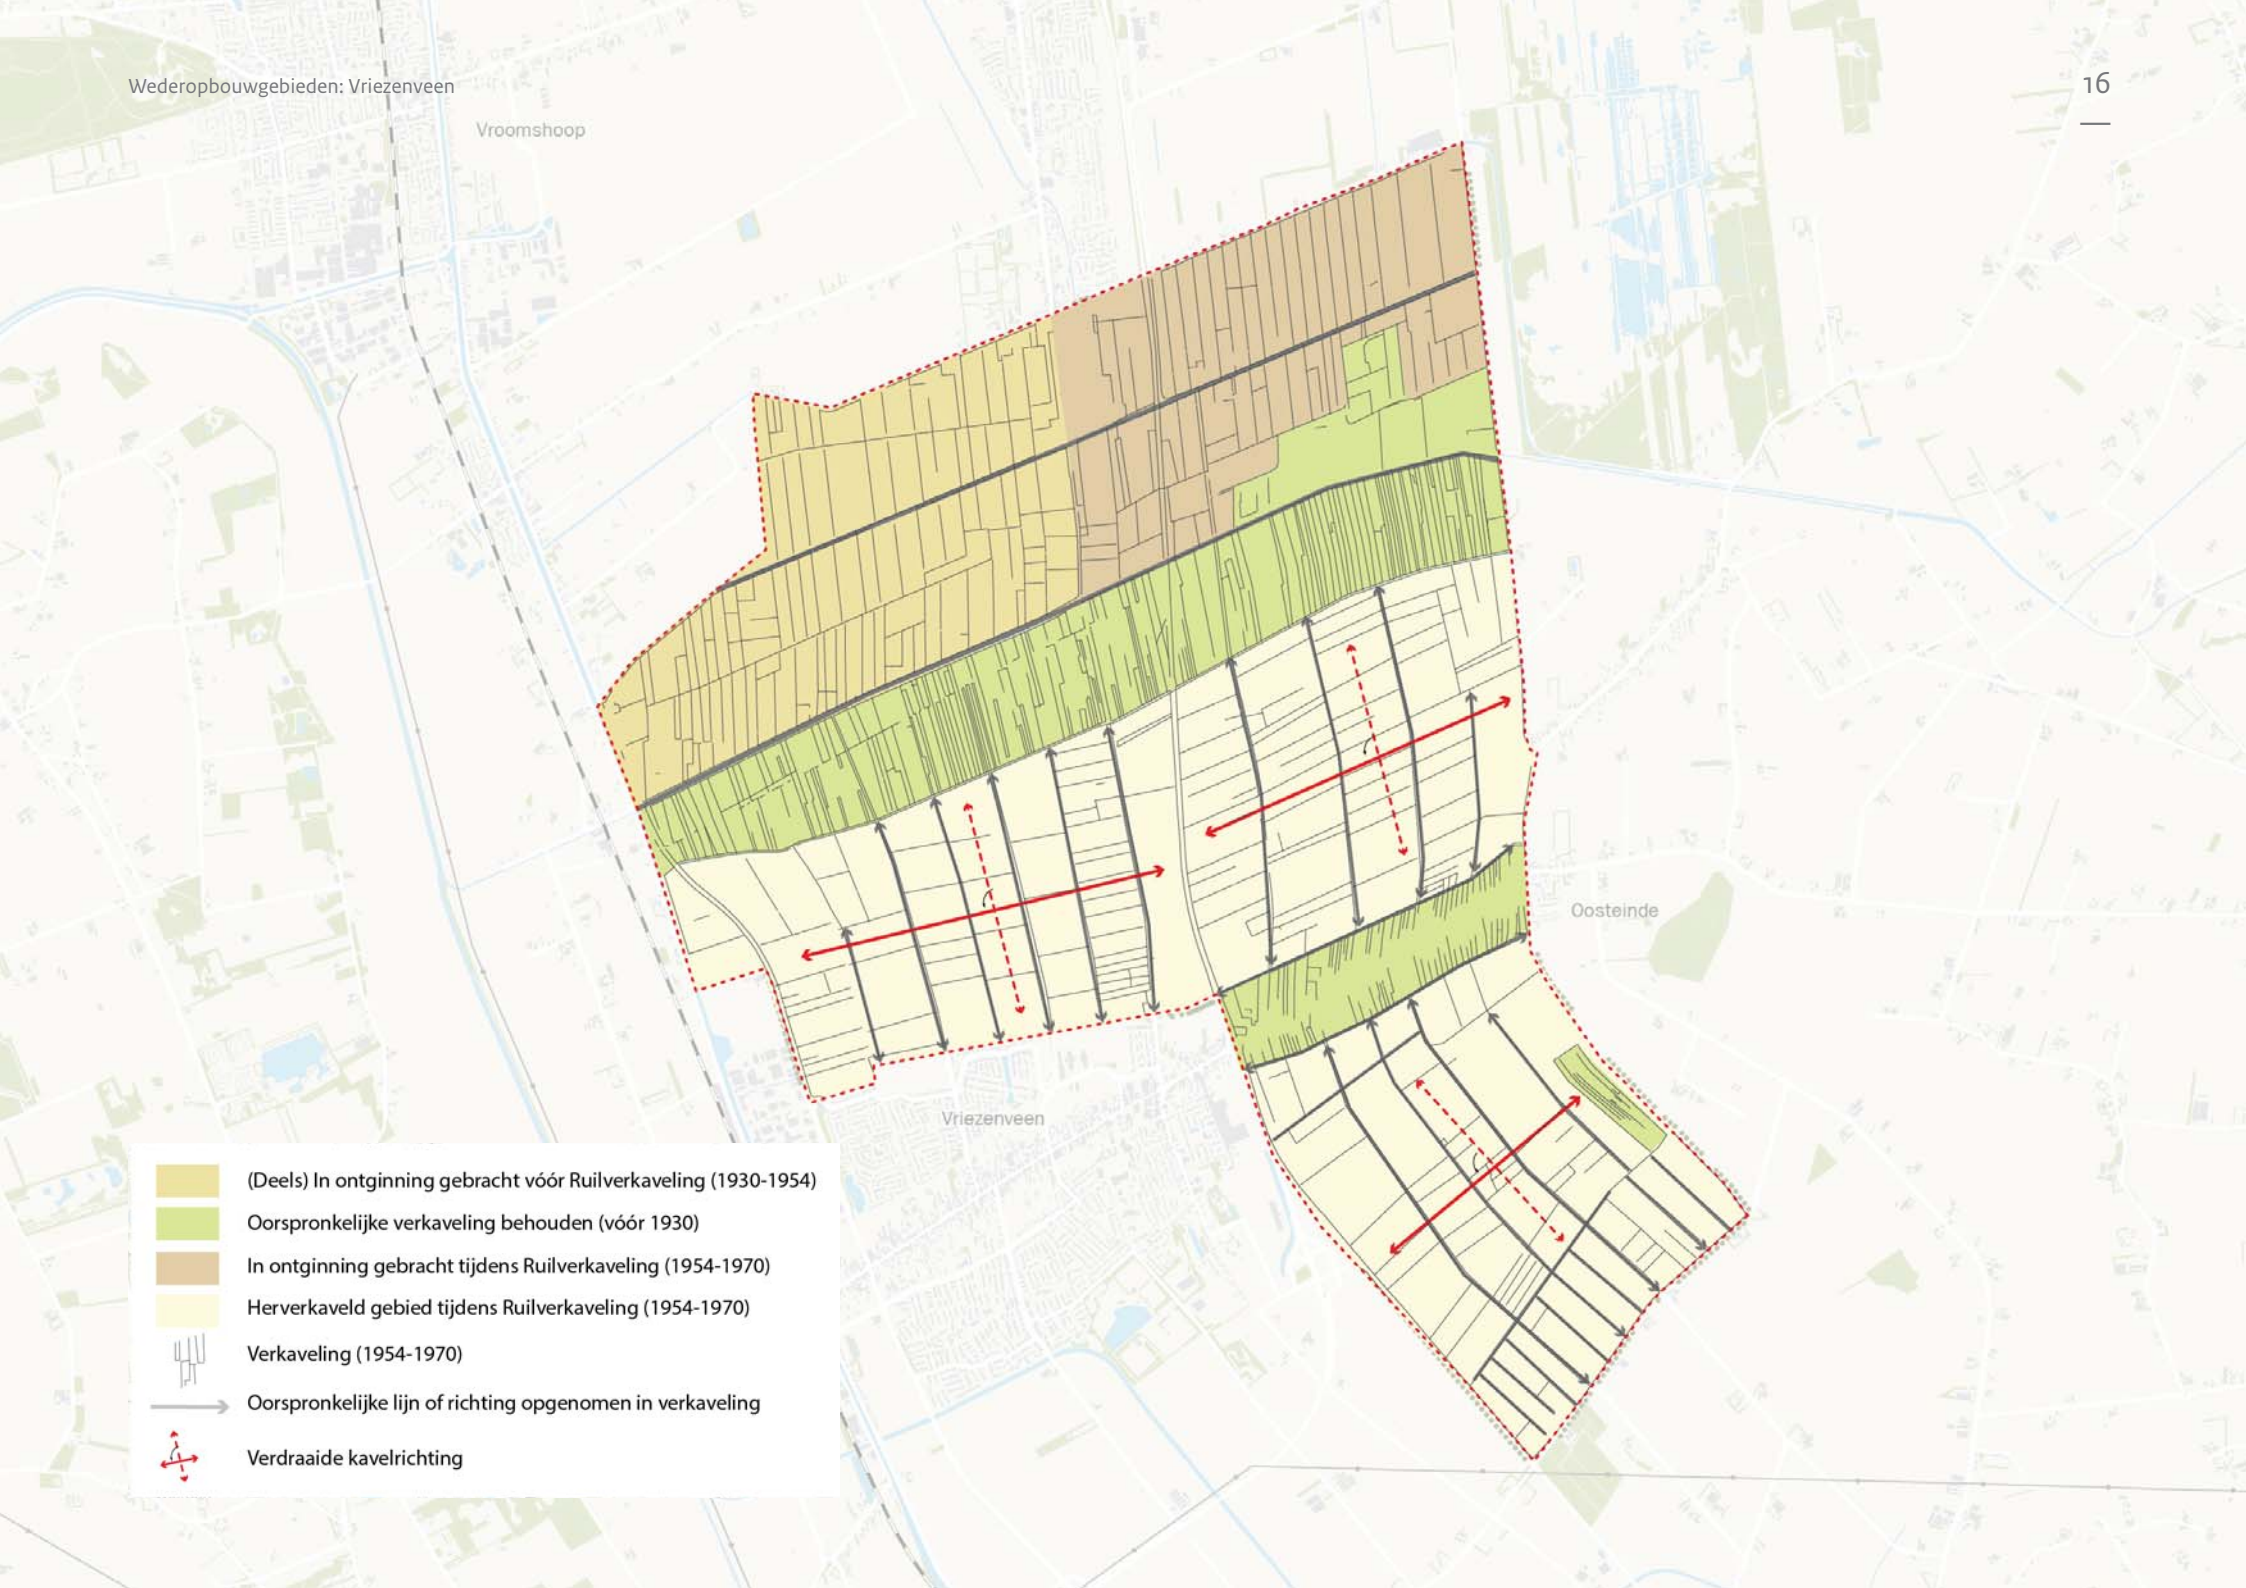 Wederopbouwgebieden: Vriezenveen
16
Vroomshoop
Oosteinde
Vriezenveen
(Deels) In ontginning gebracht vóór Ruilverkaveling (1930-1954)
Oorspronkelijke verkaveling behouden (vóór 1930)
In ontginning gebracht tijdens Ruilverkaveling (1954-1970)
Herverkaveld gebied tijdens Ruilverkaveling (1954-1970)
Verkaveling (1954-1970)
Oorspronkelijke lijn of richting opgenomen in verkaveling
Verdraaide kavelrichting